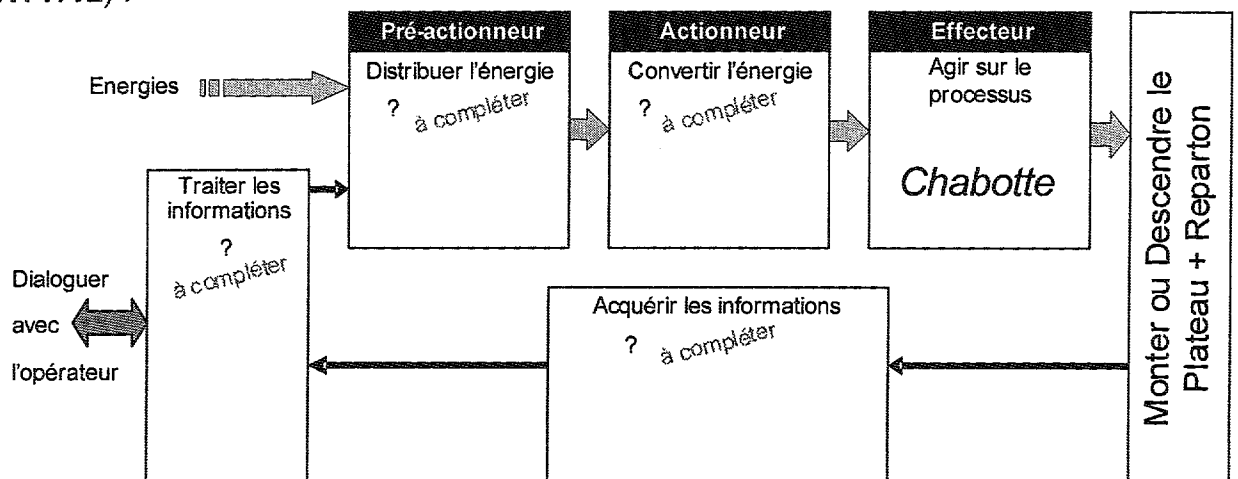 Pré-actionneur
Distribuer l'énergie
?
à compléter
Actionneur
Convertir l'énergie
?
à compléter
Effecteur
Agir sur le
processus
Chabotte
Energies
Traiter les
informations
?
à compléter
Dialoguer
avec
l'opérateur
Acquérir les informations
?
à compléter
Monter ou Descendre le
Plateau + Reparton